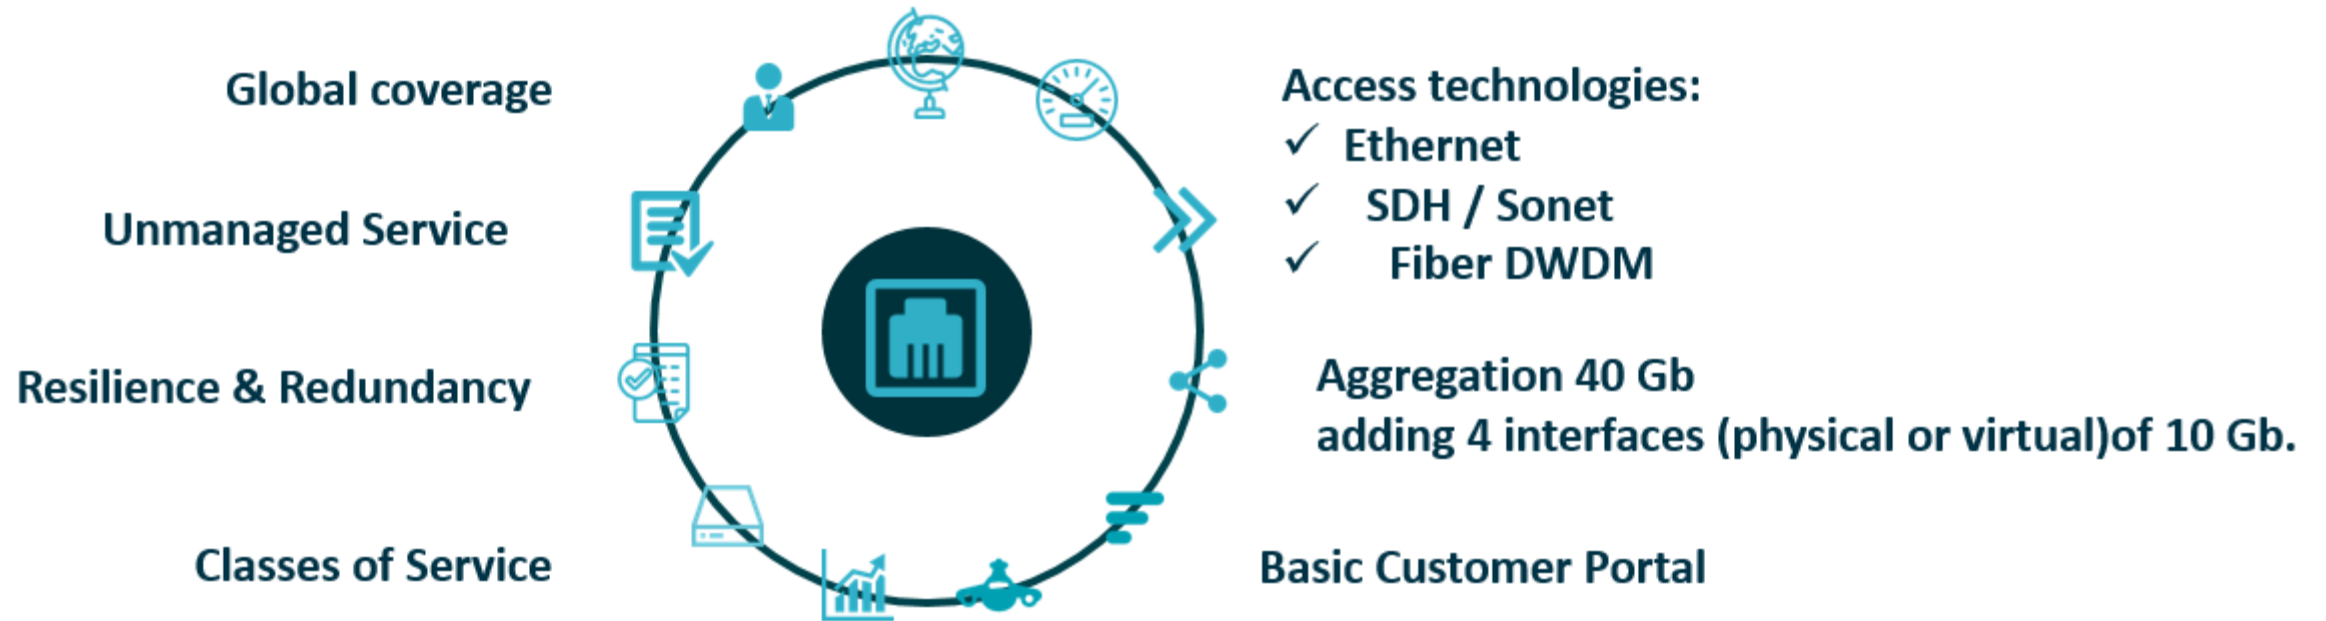 Global coverage
Unmanaged Service
Resilience & Redundancy
Classes of Service
Access technologies:
✓ Ethernet
✓ SDH / Sonet
✓ Fiber DWDM
Aggregation 40 Gb
adding 4 interfaces (physical or virtual)of 10 Gb.
Basic Customer Portal